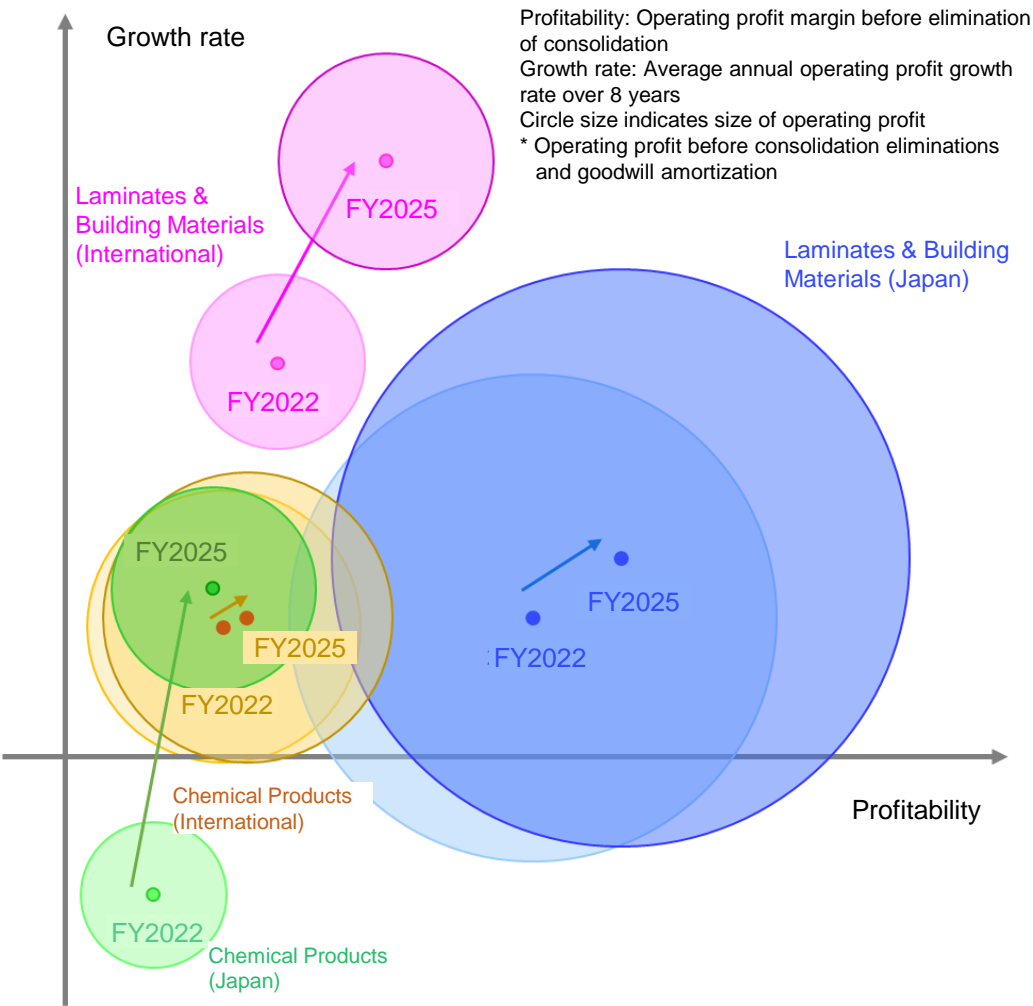 Growth rate
Profitability: Operating profit margin before elimination
of consolidation
Growth rate: Average annual operating profit growth
rate over 8 years
Circle size indicates size of operating profit
* Operating profit before consolidation eliminations
and goodwill amortization
Laminates &
Building Materials
(International)
FY2025
FY2022
Laminates & Building
Materials (Japan)
FY2025
FY2022
FY2025
FY2025
FY2022
Chemical Products
(International)
Profitability
FY2022
Chemical Products
(Japan)